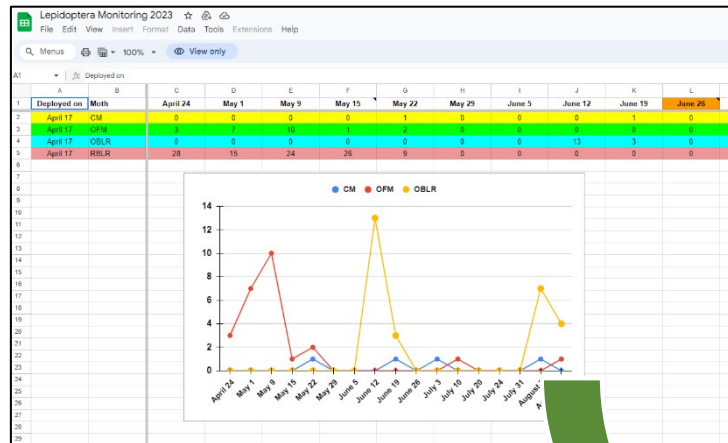 Lepidoptera Monitoring 2023
File Edit View Insert Format Data Tools Extensions Help
Menus 100% View only
A1 fx Deployed on
A B C D E F G H I J K L
1 Deployed on Moth April 24 May 1 May 9 May 15 May 22 May 29 June 5 June 12 June 19 June 26
2 April 17 CM 0 0 0 0 1 0 0 0 1 0
3 April 17 OFM 3 7 10 1 2 0 0 0 0 0
4 April 17 OBLR 0 0 0 0 0 0 0 13 3 0
5 April 17 RBLR 28 15 24 26 9 0 0 0 0 0
6
7
8
9
10
11
12
13
14
15
16
17
18
19
20
21
22
23
24
25
26
27
28
29
CM OFM OBLR
14
12
10
8
6
4
2
0
April 24 May 1 May 9 May 15 May 22 May 29 June 5 June 12 June 19 June 26 July 3 July 10 July 20 July 24 July 31 August